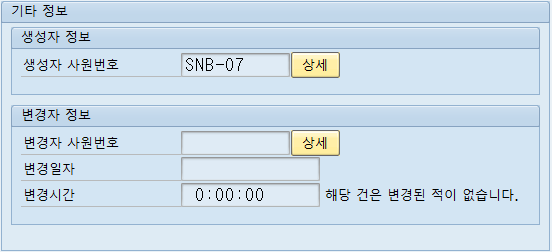 기타 정보
생성자 정보
생성자 사원번호 SNB-07 상세
변경자 정보
변경자 사원번호 상세
변경일자
변경시간 0:00:00 해당 건은 변경된 적이 없습니다.